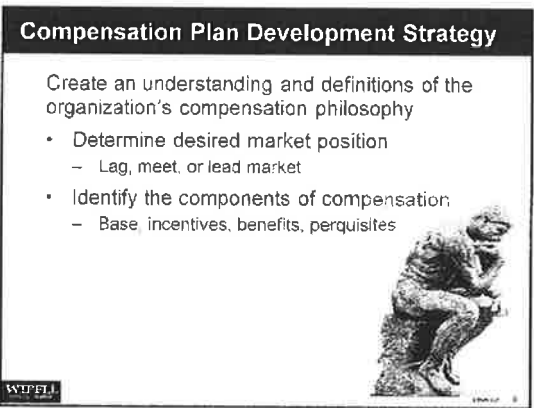 Compensation Plan Development Strategy
Create an understanding and definitions of the
organization's compensation philosophy
• Determine desired market position
– Lag, meet, or lead market
• Identify the components of compensation
– Base, incentives, benefits, perquisites
WIPFLI